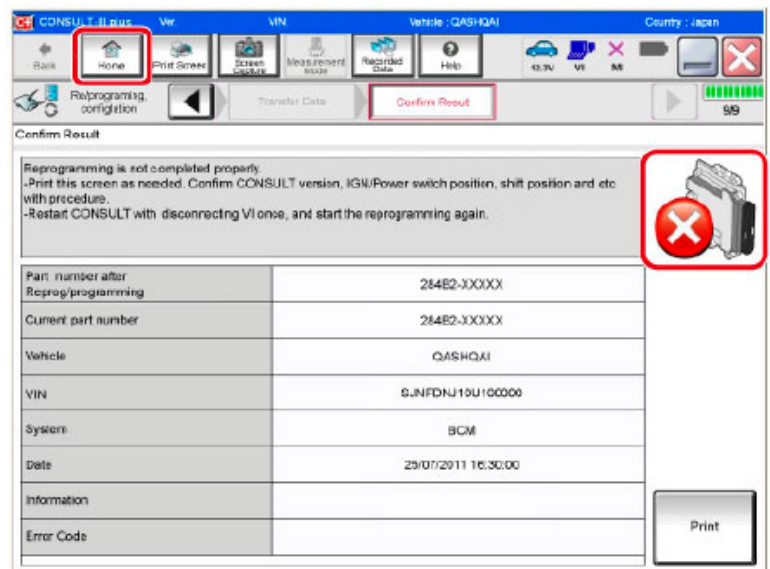 CONSULT-III plus Ver. VIN: Vehicle : QASHQAI Country : Japan
Back Home Print Screen Screen Capture Measurement Mode Recorded Data Help VI MI
Re/programing, configlation Transfer Data Confirm Result 9/9
Confirm Result
Reprogramming is not completed properly.
-Print this screen as needed. Confirm CONSULT version, IGN/Power switch position, shift position and etc
with procedure.
-Restart CONSULT with disconnecting VI once, and start the reprogramming again.
Part number after
Reprog/programming
284B2-XXXXX
Current part number 284B2-XXXXX
Vehicle QASHQAI
VIN SJNFDNJ10U100000
System BCM
Date 25/07/2011 16:30:00
Information
Error Code
Print